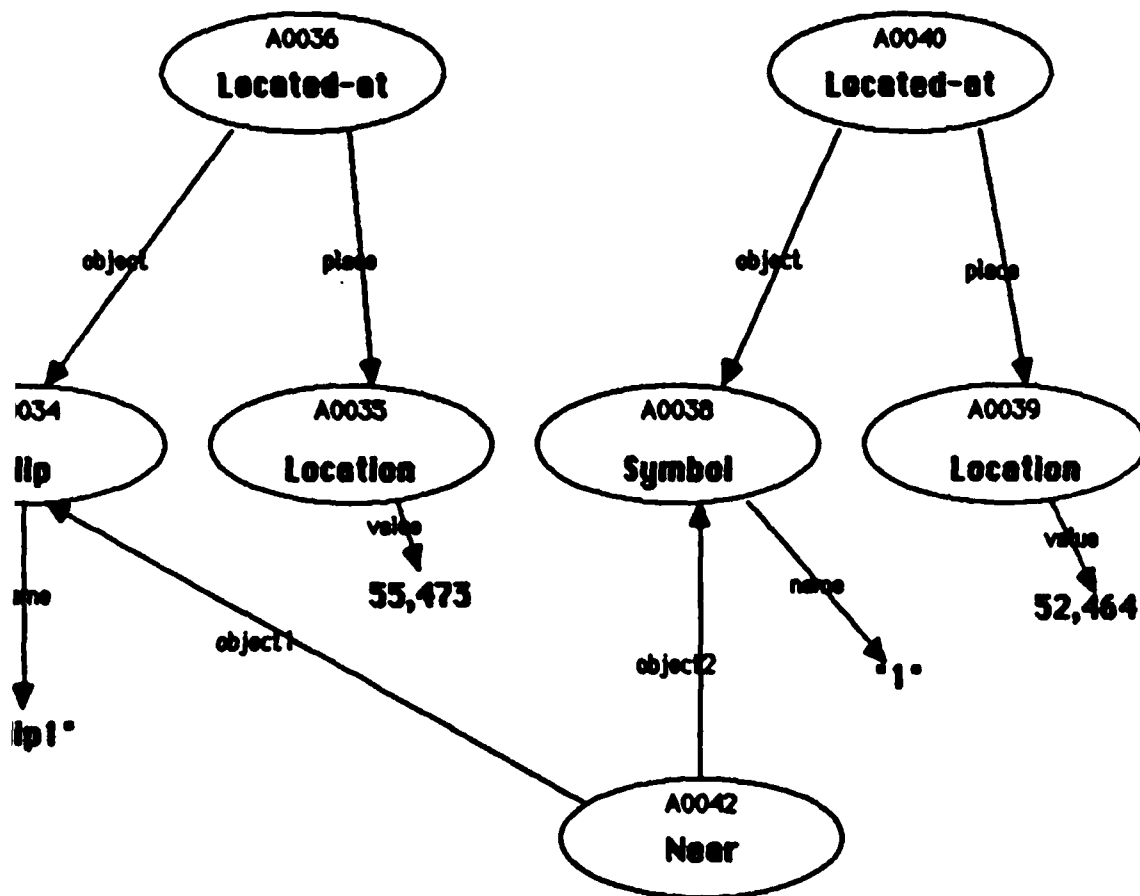 A0036
Located-at
A0040
Located-at
object
place
object
place
A0035
Location
A0038
Symbol
A0039
Location
value
55,473
name
value
52,464
object1
object2
"1"
A0042
Near